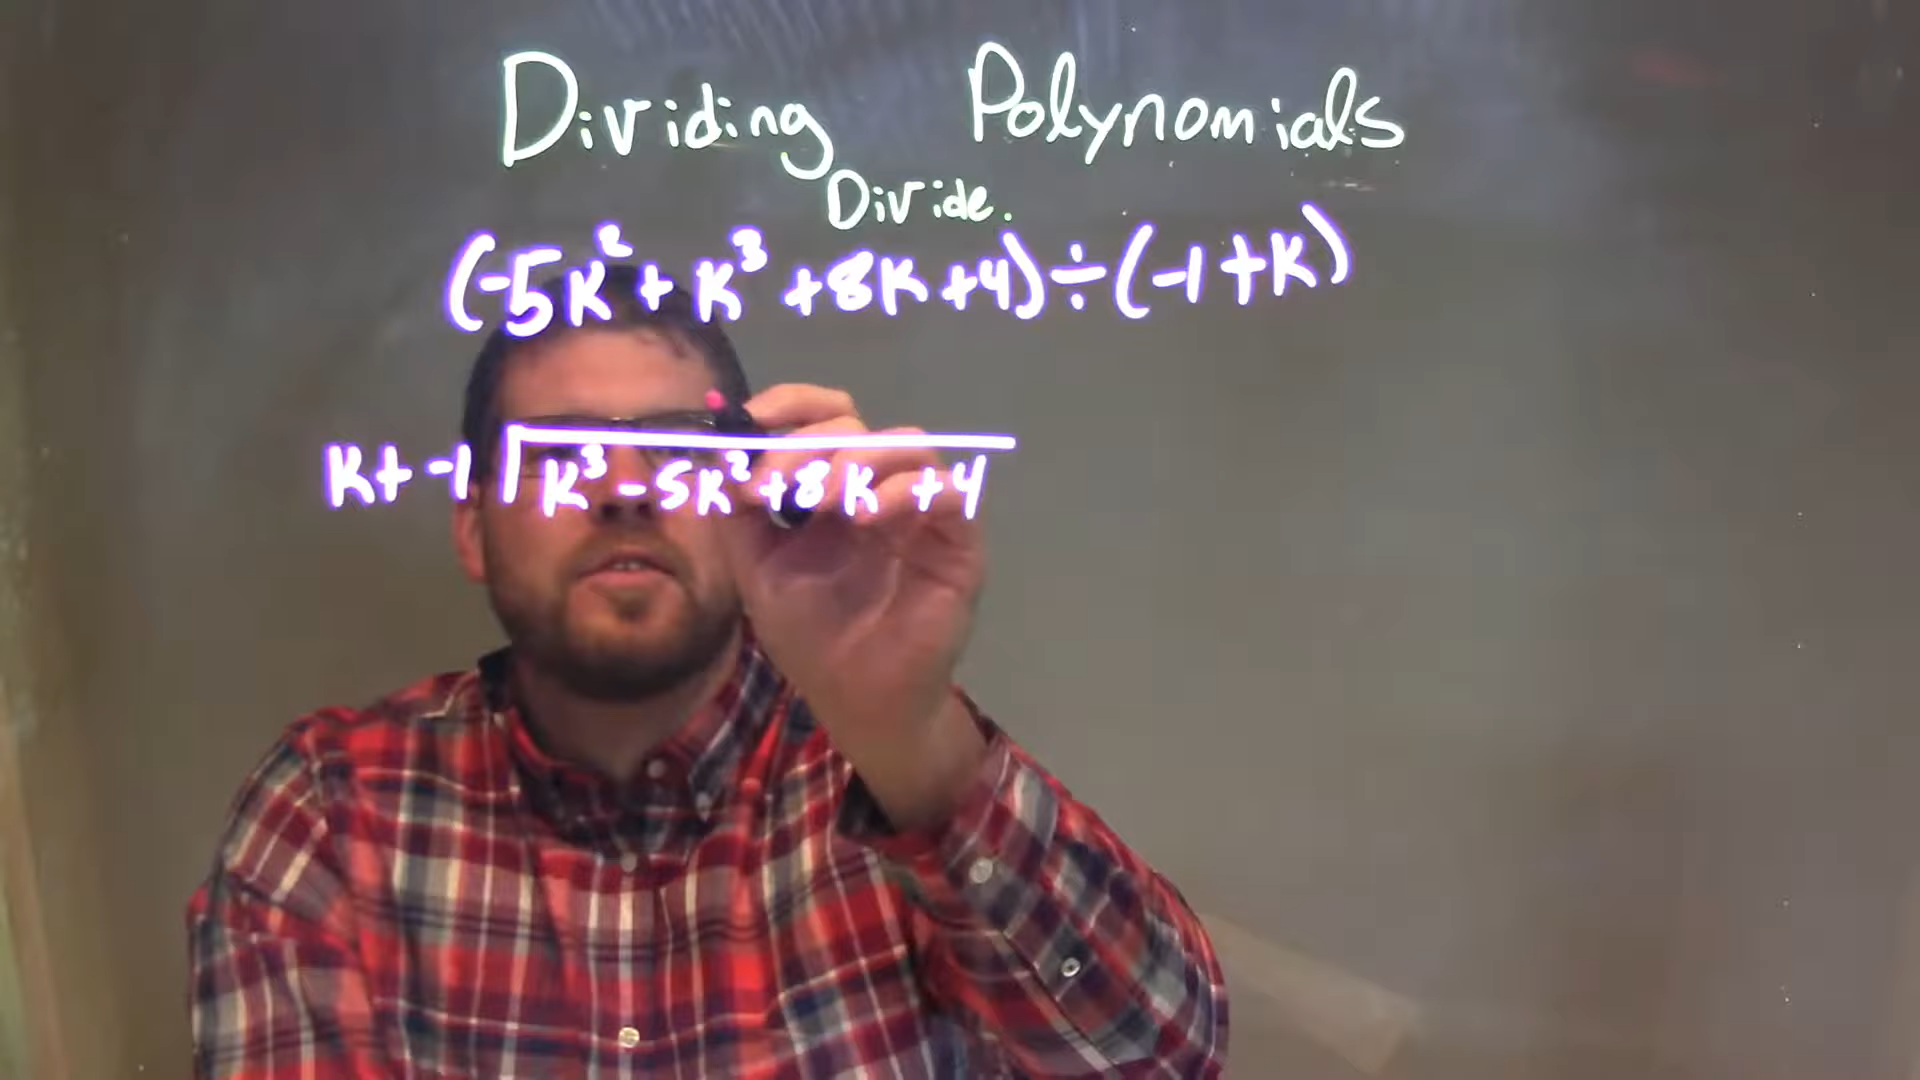 Dividing Polynomials
Divide.
(-5K²+K³+8K+4)÷(-1+K)
K+-1 K³-5K²+8K+4